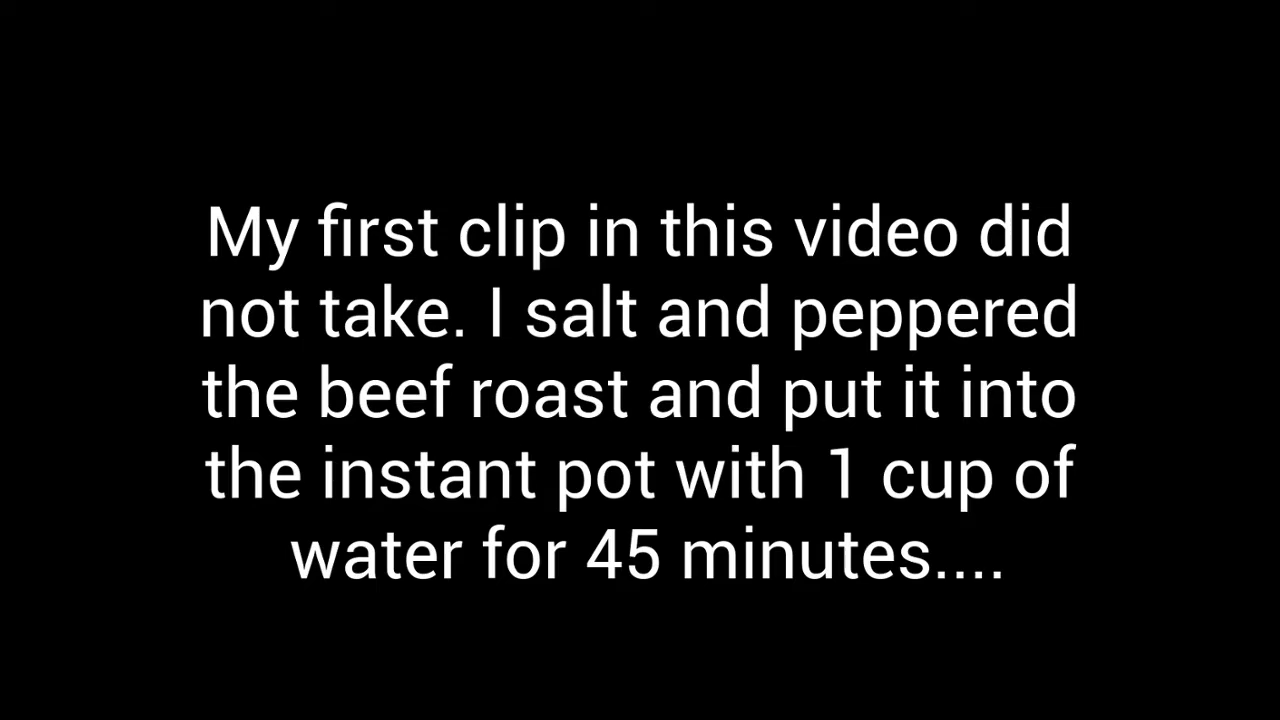 My first clip in this video did
not take. I salt and peppered
the beef roast and put it into
the instant pot with 1 cup of
water for 45 minutes....